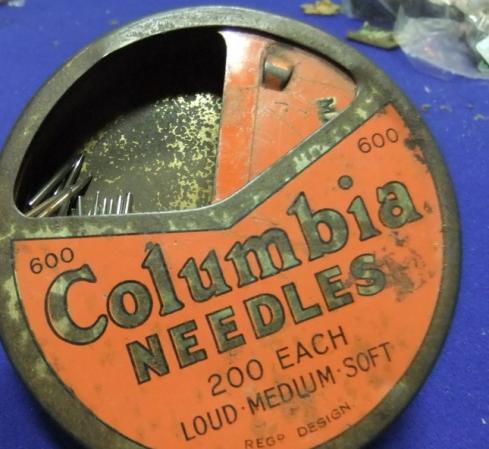 600
600
Columbia
NEEDLES
200 EACH
LOUD·MEDIUM·SOFT
REGD DESIGN.